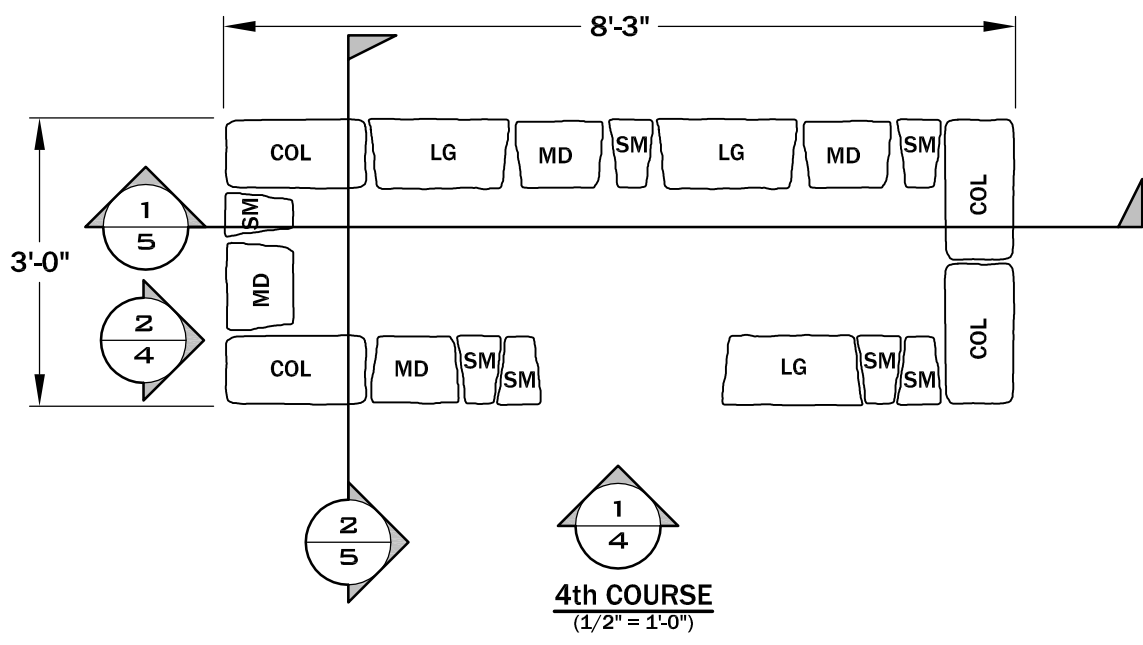 8'-3"
COL LG MD SM LG MD SM COL
SM
1
5
3'-0"
MD
2
4
COL MD SM SM LG SM SM COL
2
5
1
4
4th COURSE
(1/2" = 1'-0")